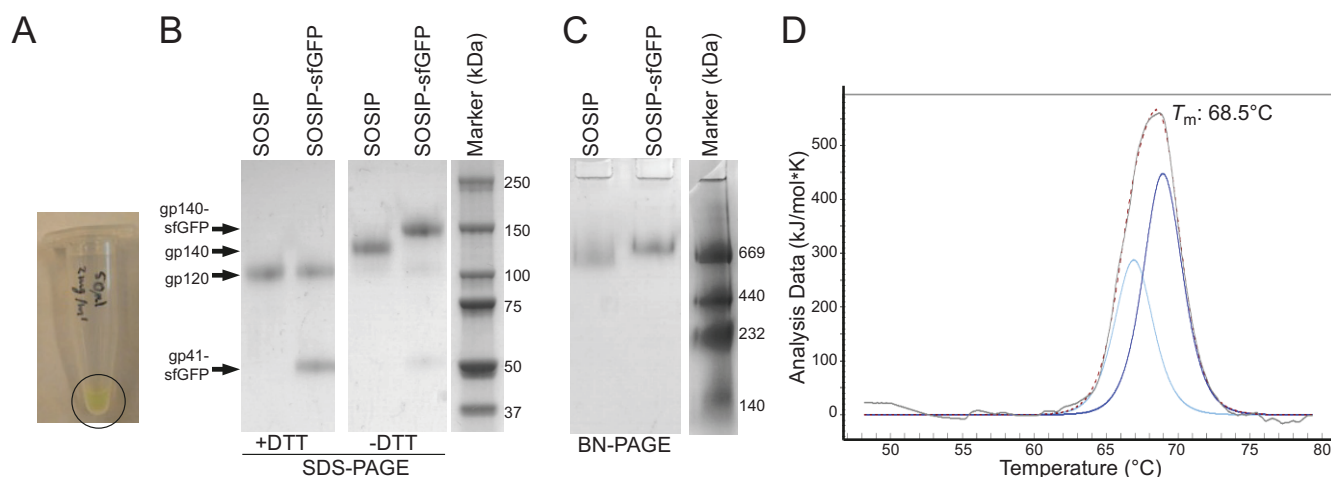 A
B
C
D
SOSIP
SOSIP-sfGFP
SOSIP
SOSIP-sfGFP
Marker (kDa)
SOSIP
SOSIP-sfGFP
Marker (kDa)
gp140-
sfGFP
gp140
gp120
gp41-
sfGFP
250
150
100
75
50
37
+DTT
-DTT
SDS-PAGE
669
440
232
140
BN-PAGE
Tm: 68.5°C
Analysis Data (kJ/mol*K)
500
400
300
200
100
0
50
55
60
65
70
75
80
Temperature (°C)